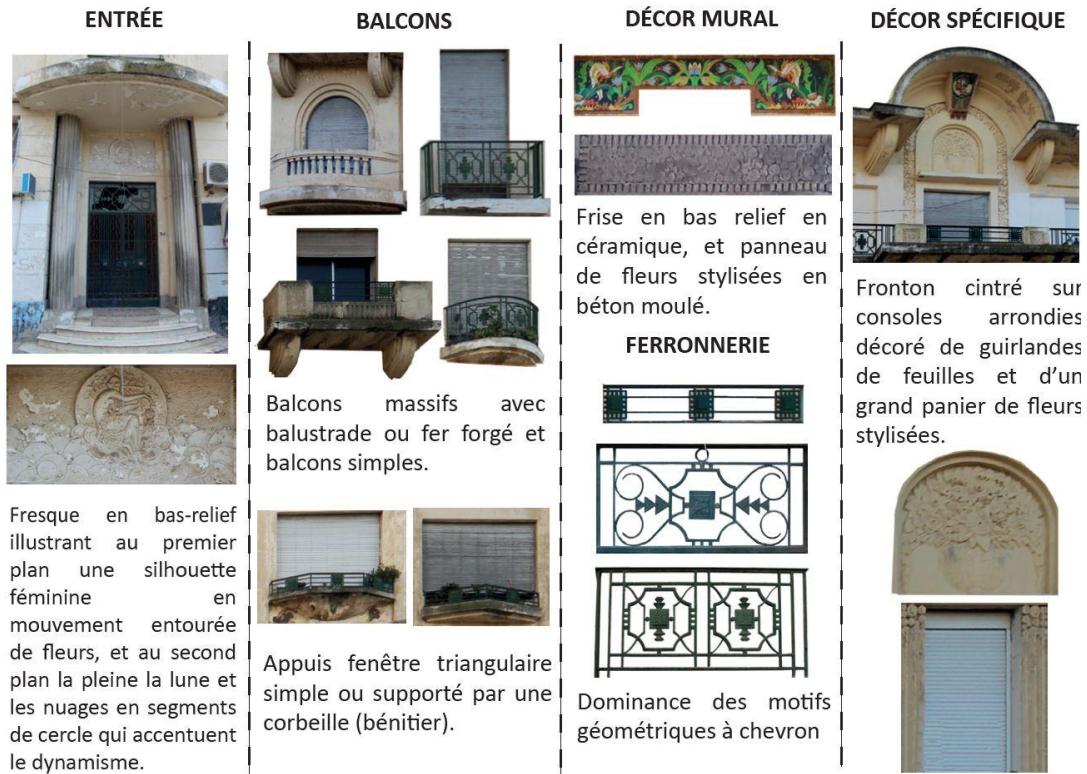 ENTRÉE
Fresque en bas-relief
illustrant au premier
plan une silhouette
féminine en
mouvement entourée
de fleurs, et au second
plan la pleine la lune et
les nuages en segments
de cercle qui accentuent
le dynamisme.
BALCONS
Balcons massifs avec
balustrade ou fer forgé et
balcons simples.
Appuis fenêtre triangulaire
simple ou supporté par une
corbeille (bénitier).
DÉCOR MURAL
Frise en bas relief en
céramique, et panneau
de fleurs stylisées en
béton moulé.
FERRONNERIE
Dominance des motifs
géométriques à chevron
DÉCOR SPÉCIFIQUE
Fronton cintré sur
consoles arrondies
décoré de guirlandes
de feuilles et d'un
grand panier de fleurs
stylisées.